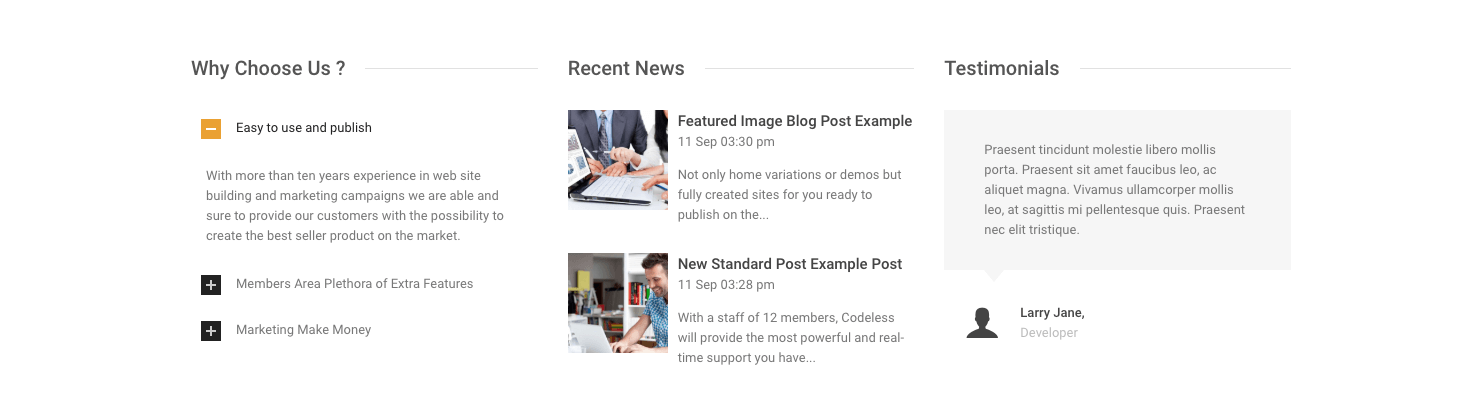 Why Choose Us ?
Easy to use and publish
With more than ten years experience in web site
building and marketing campaigns we are able and
sure to provide our customers with the possibility to
create the best seller product on the market.
Members Area Plethora of Extra Features
Marketing Make Money
Recent News
Featured Image Blog Post Example
11 Sep 03:30 pm
Not only home variations or demos but
fully created sites for you ready to
publish on the...
New Standard Post Example Post
11 Sep 03:28 pm
With a staff of 12 members, Codeless
will provide the most powerful and real-
time support you have...
Testimonials
Praesent tincidunt molestie libero mollis
porta. Praesent sit amet faucibus leo, ac
aliquet magna. Vivamus ullamcorper mollis
leo, at sagittis mi pellentesque quis. Praesent
nec elit tristique.
Larry Jane,
Developer